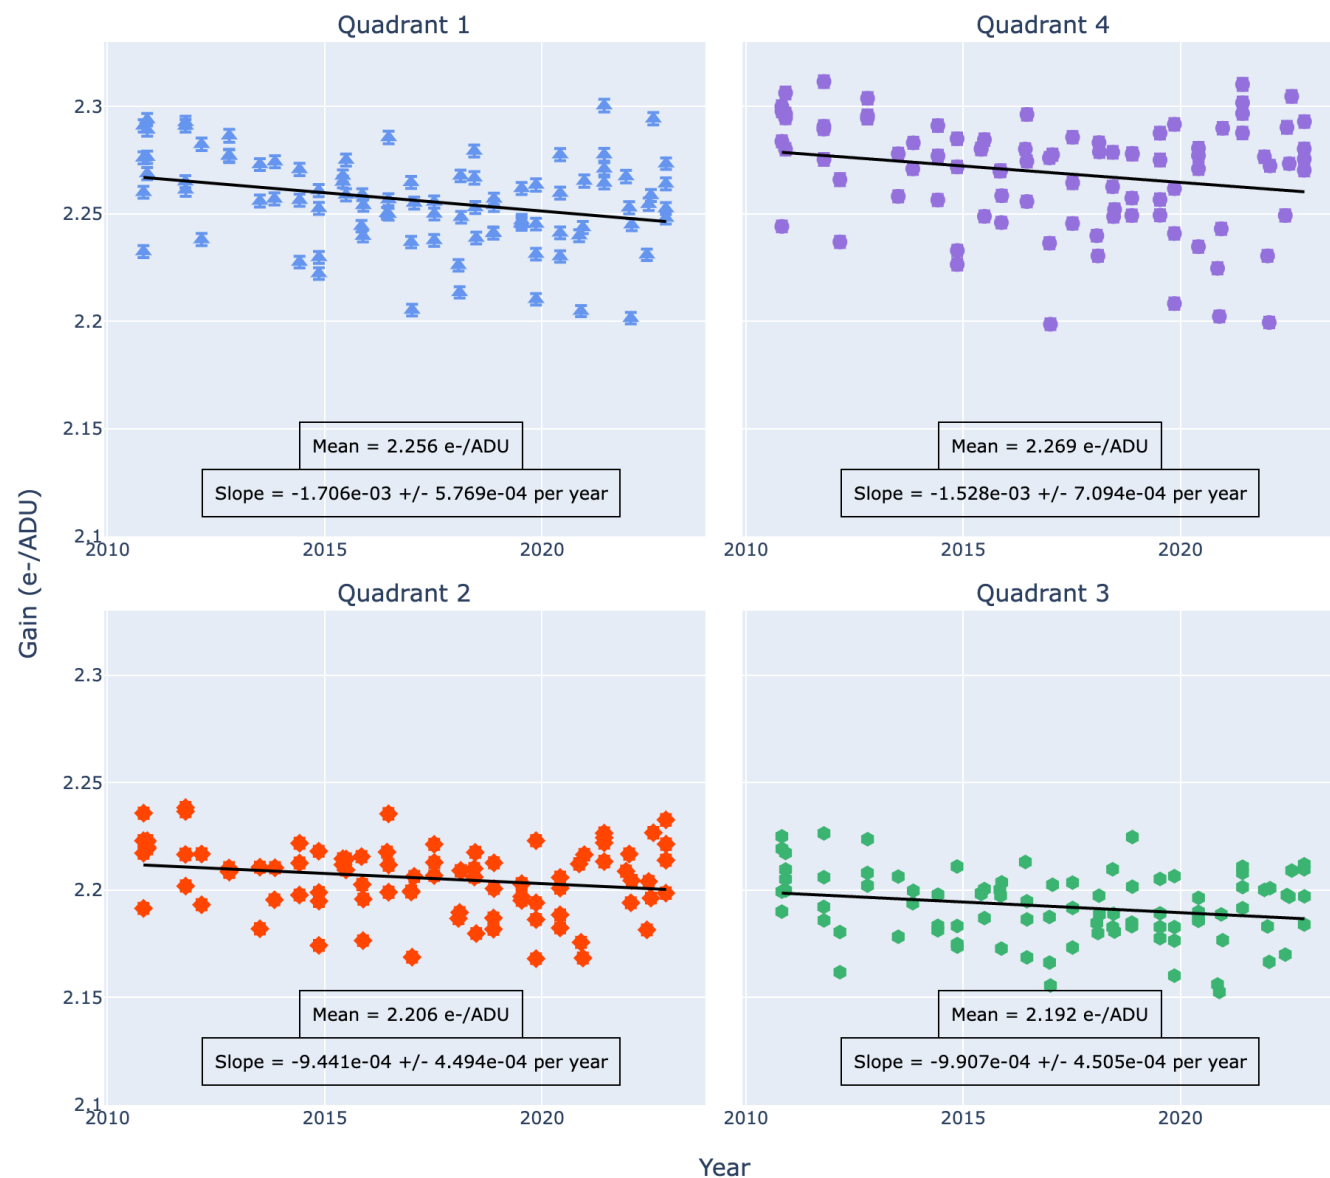 Quadrant 1
Quadrant 4
Gain (e-/ADU)
2.3
2.25
2.2
2.15
2.1
Mean = 2.256 e-/ADU
Slope = -1.706e-03 +/- 5.769e-04 per year
Mean = 2.269 e-/ADU
Slope = -1.528e-03 +/- 7.094e-04 per year
2010
2015
2020
2010
2015
2020
Quadrant 2
Quadrant 3
2.3
2.25
2.2
2.15
2.1
Mean = 2.206 e-/ADU
Slope = -9.441e-04 +/- 4.494e-04 per year
Mean = 2.192 e-/ADU
Slope = -9.907e-04 +/- 4.505e-04 per year
2010
2015
2020
2010
2015
2020
Year